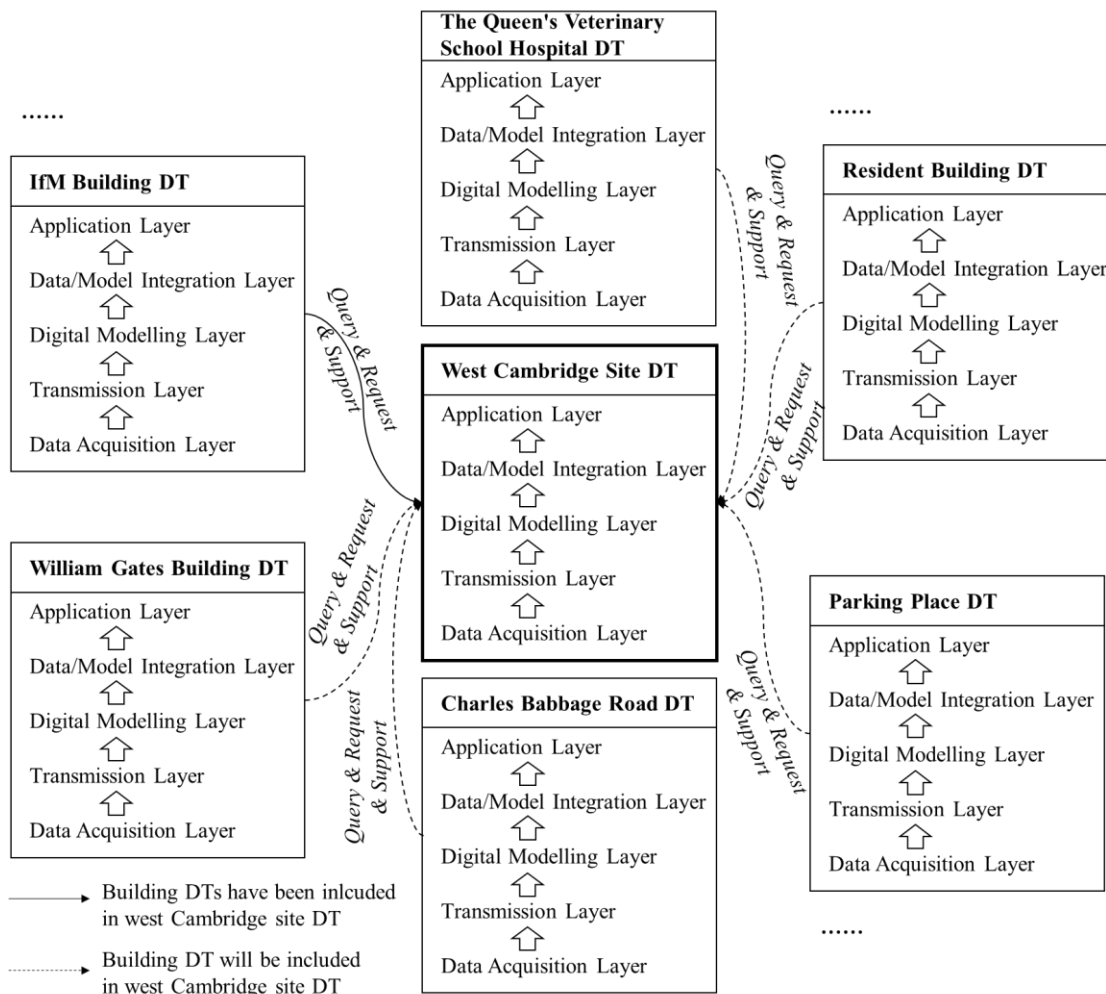 ......
IfM Building DT
Application Layer
Data/Model Integration Layer
Digital Modelling Layer
Transmission Layer
Data Acquisition Layer
Query & Request
& Support
William Gates Building DT
Application Layer
Data/Model Integration Layer
Digital Modelling Layer
Transmission Layer
Data Acquisition Layer
Query & Request
& Support
The Queen's Veterinary
School Hospital DT
Application Layer
Data/Model Integration Layer
Digital Modelling Layer
Transmission Layer
Data Acquisition Layer
Query & Request
& Support
West Cambridge Site DT
Application Layer
Data/Model Integration Layer
Digital Modelling Layer
Transmission Layer
Data Acquisition Layer
Charles Babbage Road DT
Application Layer
Data/Model Integration Layer
Digital Modelling Layer
Transmission Layer
Data Acquisition Layer
Query & Request
& Support
......
Resident Building DT
Application Layer
Data/Model Integration Layer
Digital Modelling Layer
Transmission Layer
Data Acquisition Layer
Query & Request
& Support
Parking Place DT
Application Layer
Data/Model Integration Layer
Digital Modelling Layer
Transmission Layer
Data Acquisition Layer
Query & Request
& Support
......
Building DTs have been inlcuded
in west Cambridge site DT
Building DT will be included
in west Cambridge site DT